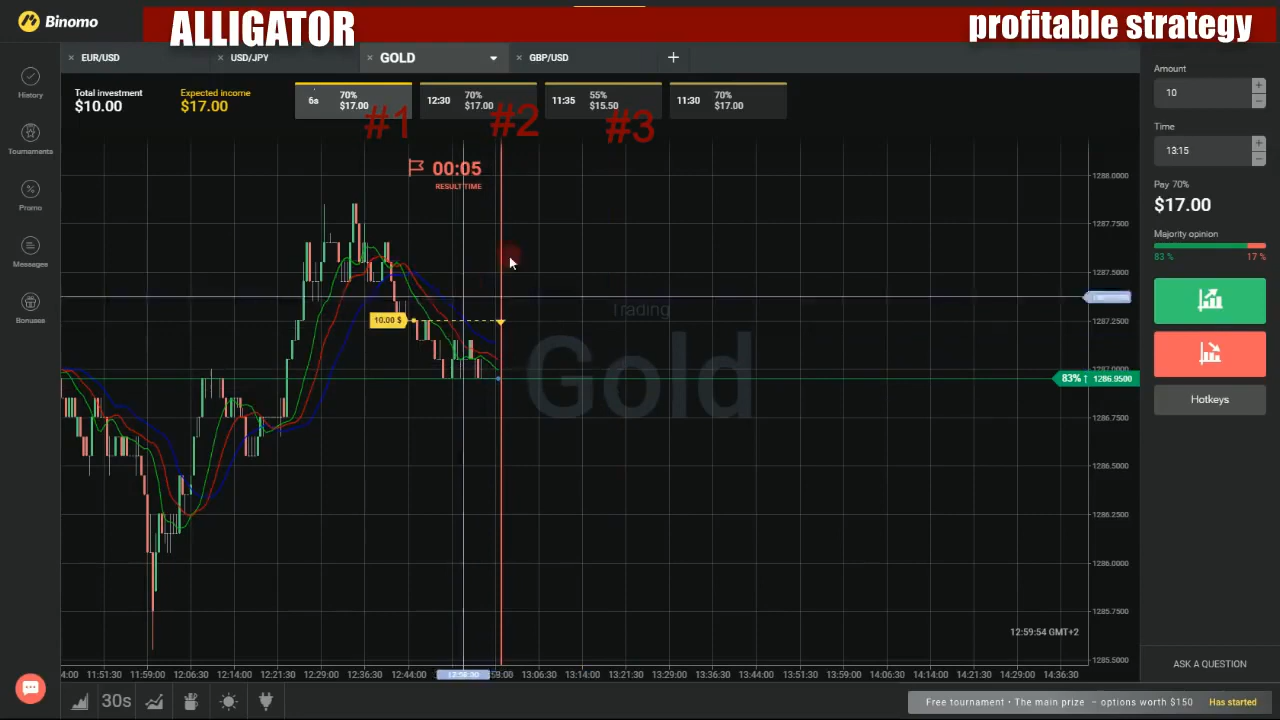 ALLIGATOR
profitable strategy
Binomo
EUR/USD
USD/JPY
GOLD
GBP/USD
History
Tournaments
Promo
Messages
Bonuses
Total investment
$10.00
Expected income
$17.00
6s
70%
$17.00
12:30
70%
$17.00
11:35
55%
$15.50
11:30
70%
$17.00
#1
#2
#3
00:05
RESULT TIME
10.00 $
Trading
Gold
1288.0000
1287.7500
1287.5000
1287.2500
1287.0000
83% ↑ 1286.9500
1286.7500
1286.5000
1286.2500
1286.0000
1285.7500
1285.5000
12:59:54 GMT+2
4:00 11:51:30 11:59:00 12:06:30 12:14:00 12:21:30 12:29:00 12:36:30 12:44:00 13:06:30 13:14:00 13:21:30 13:29:00 13:36:30 13:44:00 13:51:30 13:59:00 14:06:30 14:14:00 14:21:30 14:29:00 14:36:30
Amount
10
+
−
Time
13:15
+
−
Pay 70%
$17.00
Majority opinion
83 % 17 %
Hotkeys
ASK A QUESTION
30s
Free tournament • The main prize – options worth $150 Has started